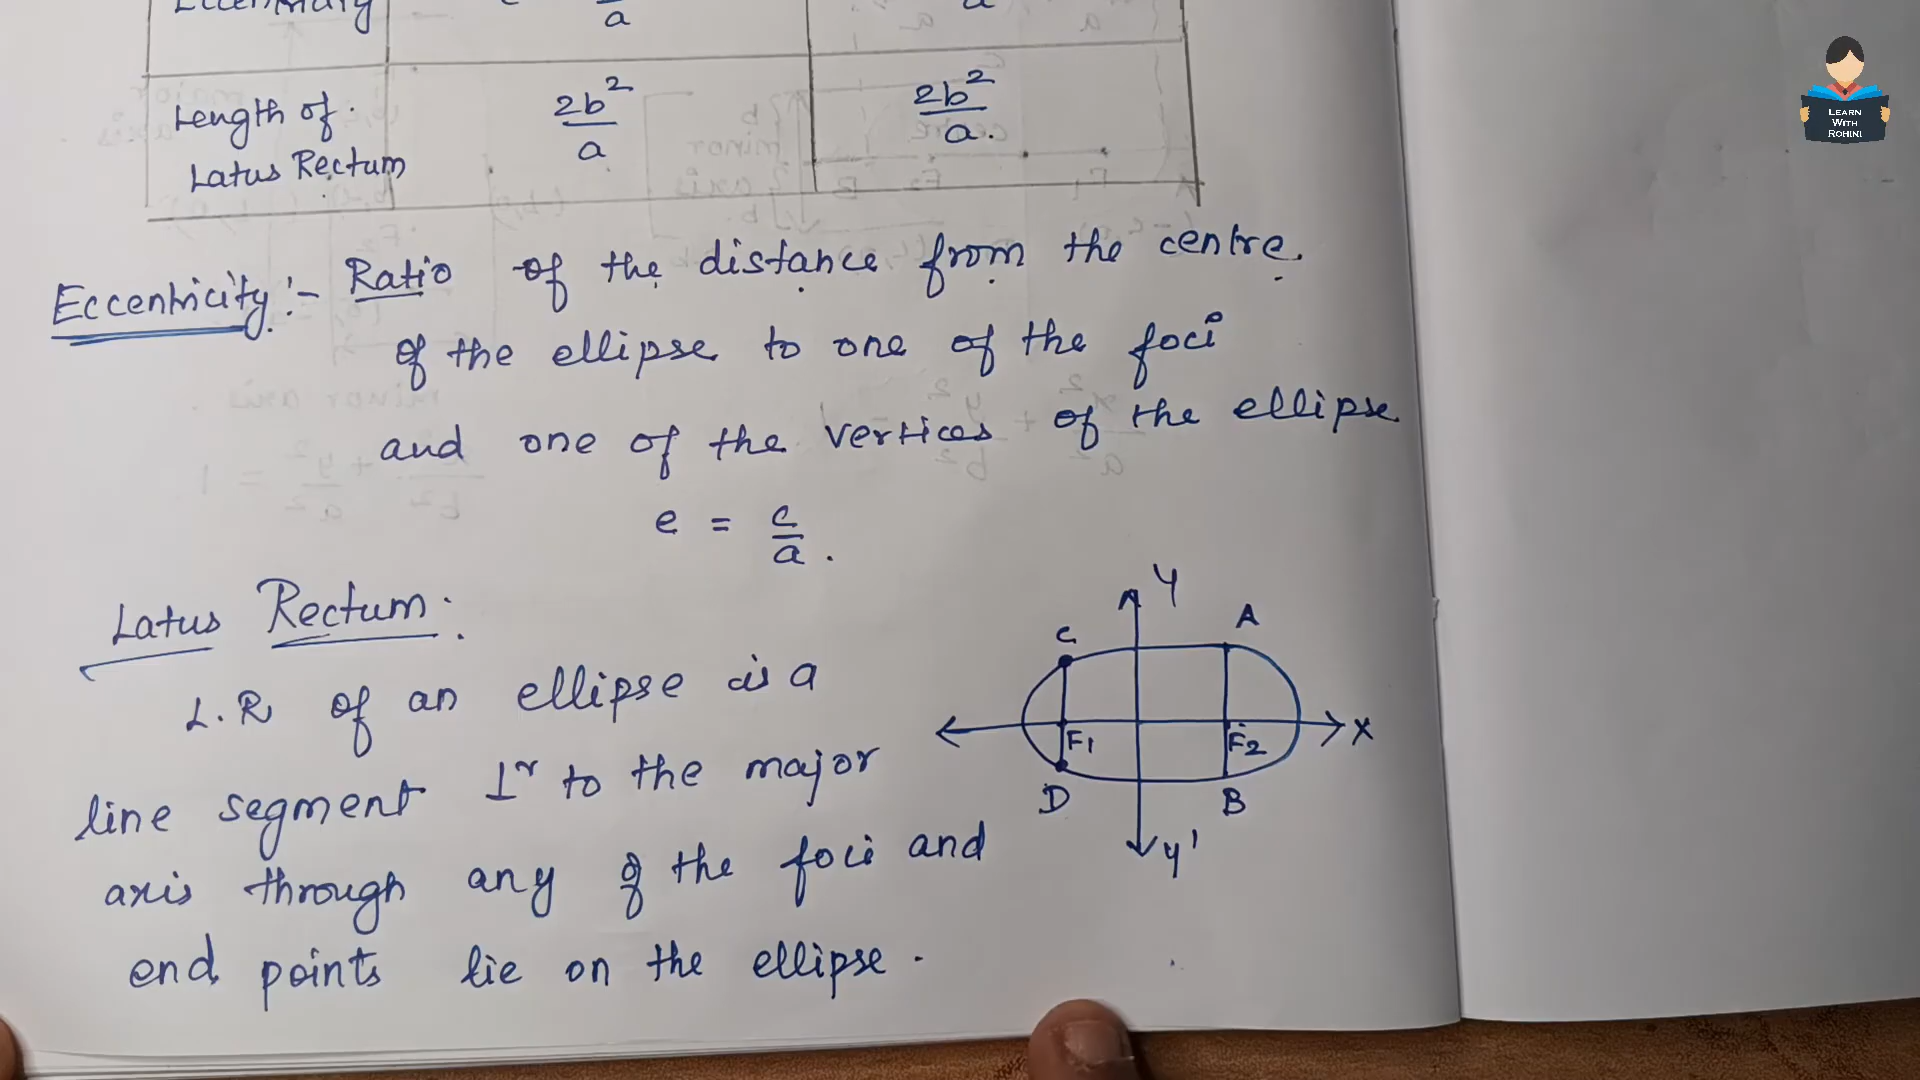 Eccentricity
a
a
Length of
Latus Rectum
2b²
a
2b²
a.
Eccentricity :- Ratio of the distance from the centre.
of the ellipse to one of the foci
and one of the vertices of the ellipse
e = c/a.
Latus Rectum:
L.R of an ellipse is a
line segment ⊥r to the major
axis through any of the foci and
end points lie on the ellipse.
Y
C
A
F1
F2
X
D
B
Y'
LEARN
WITH
ROHINI